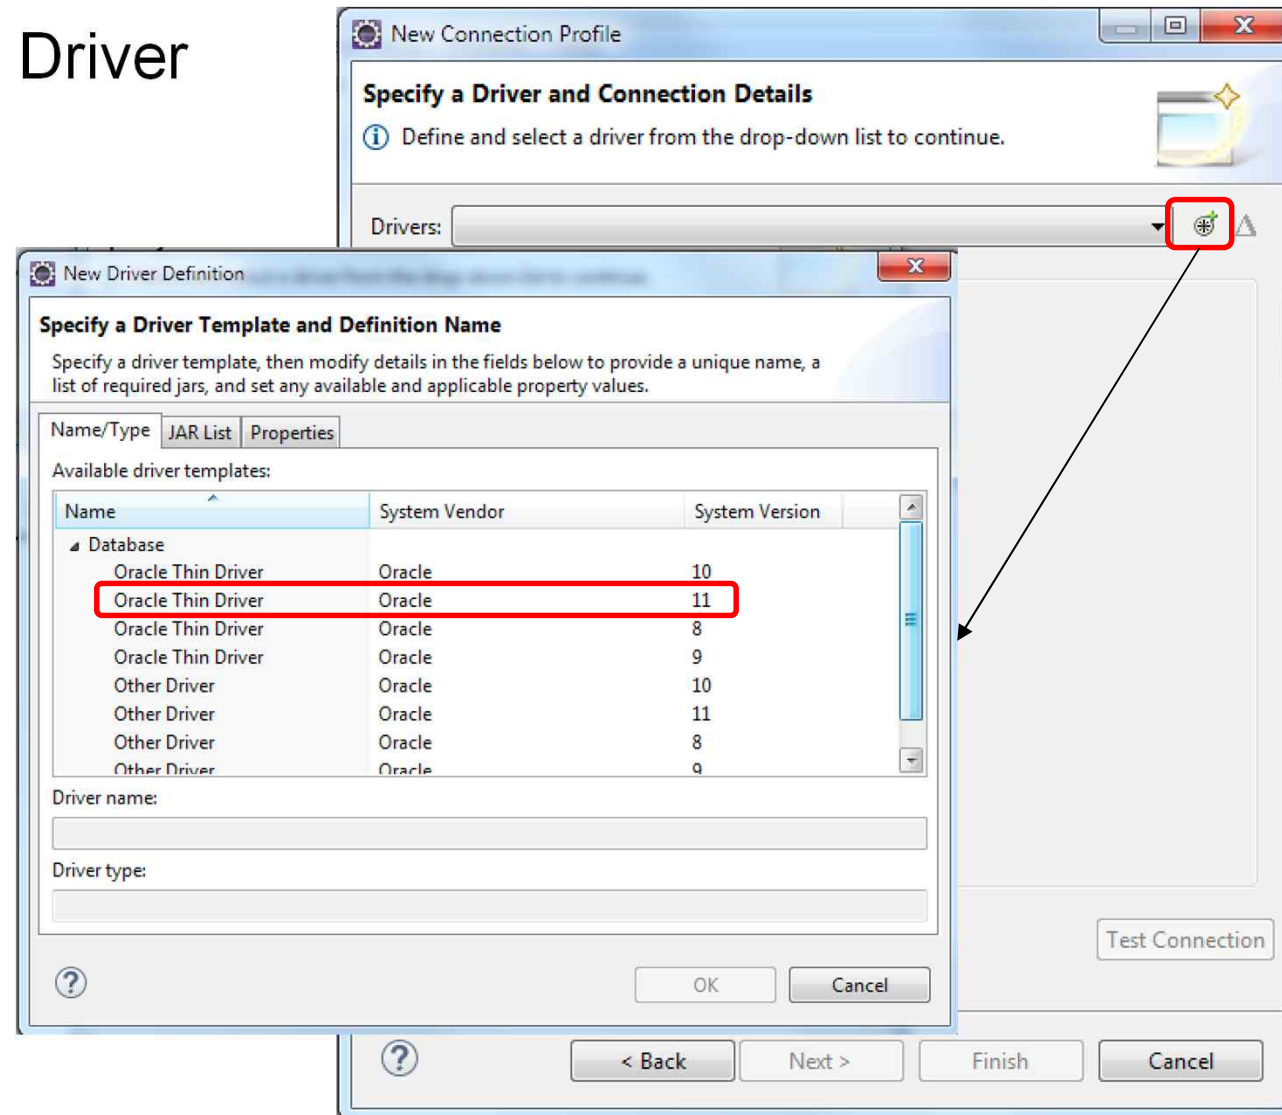 Driver
New Connection Profile
Specify a Driver and Connection Details
Define and select a driver from the drop-down list to continue.
Drivers:
New Driver Definition
Specify a Driver Template and Definition Name
Specify a driver template, then modify details in the fields below to provide a unique name, a
list of required jars, and set any available and applicable property values.
Name/Type JAR List Properties
Available driver templates:
Name System Vendor System Version
Database
Oracle Thin Driver Oracle 10
Oracle Thin Driver Oracle 11
Oracle Thin Driver Oracle 8
Oracle Thin Driver Oracle 9
Other Driver Oracle 10
Other Driver Oracle 11
Other Driver Oracle 8
Other Driver Oracle 9
Driver name:
Driver type:
OK Cancel
Test Connection
< Back Next > Finish Cancel